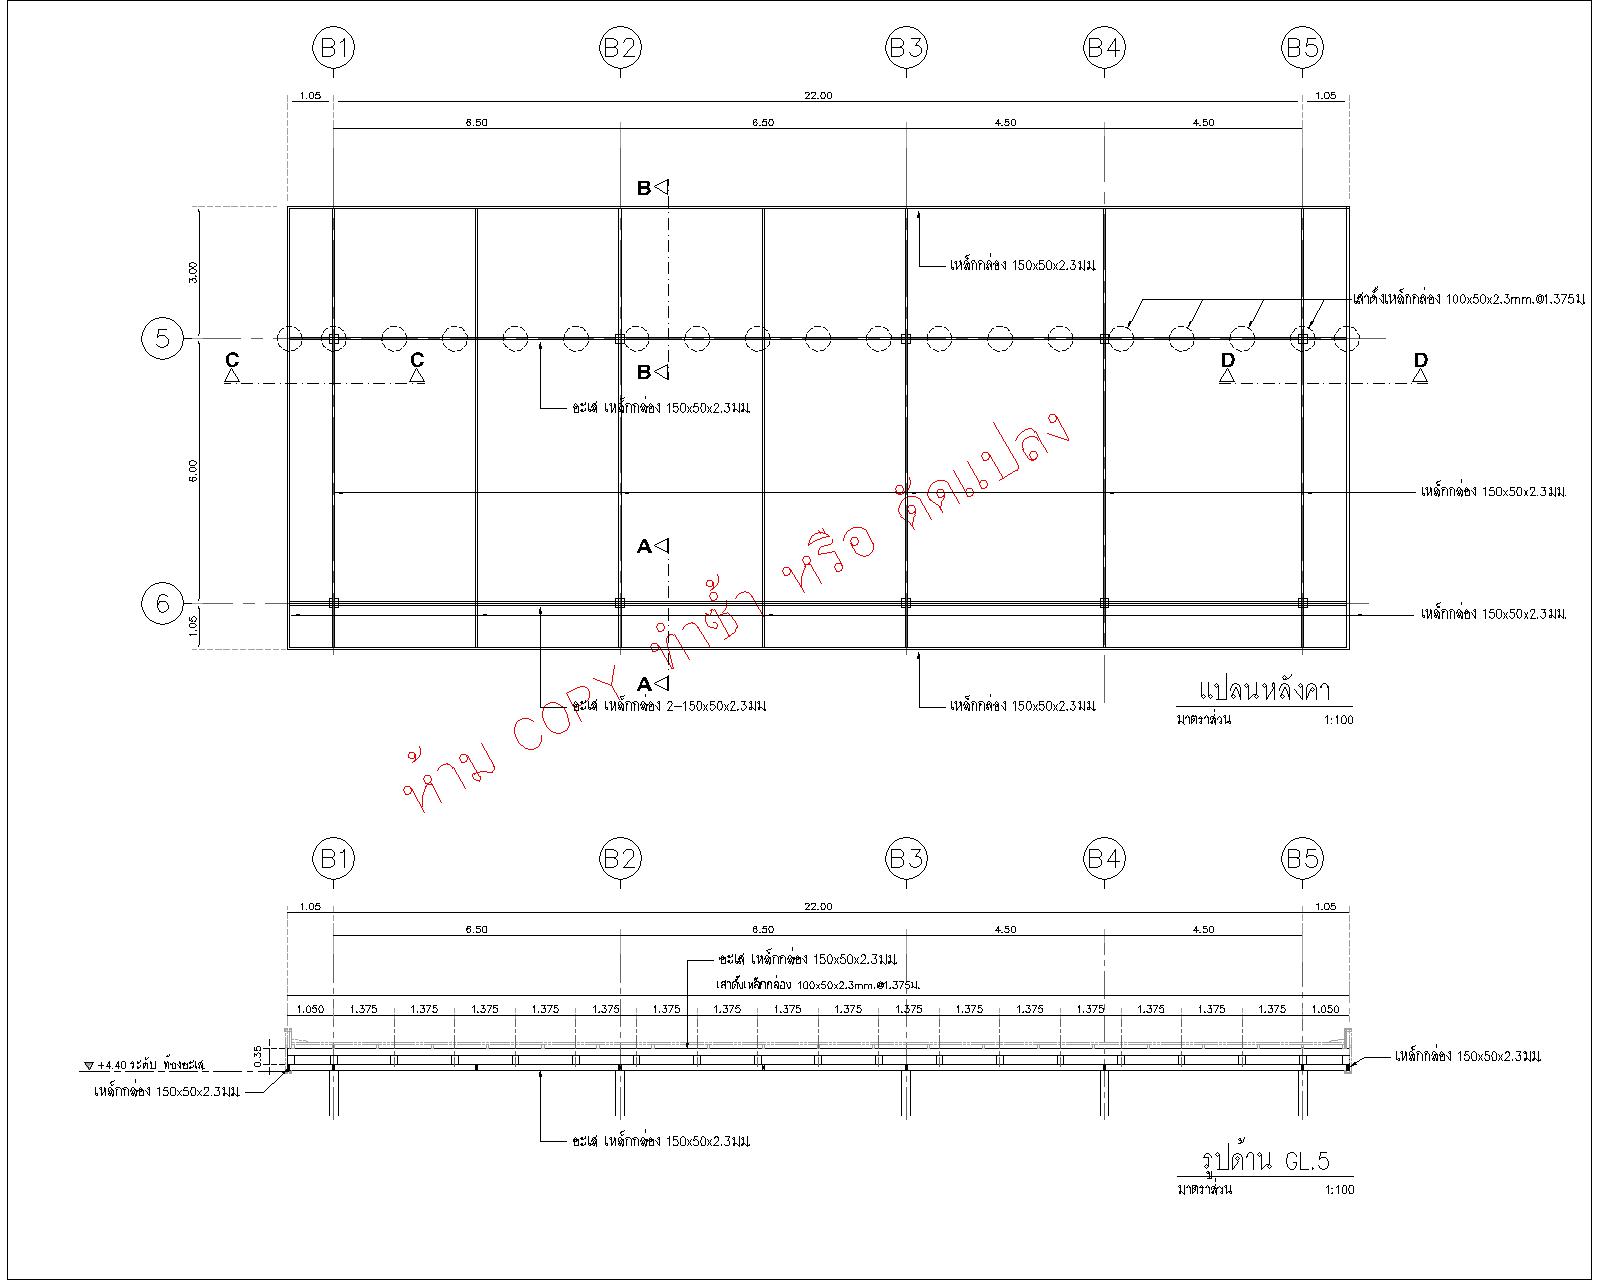 B1 B2 B3 B4 B5
1.05 22.00 1.05
6.50 6.50 4.50 4.50
B
3.00
เหล็กกล่อง 150x50x2.3มม.
เสาตั้งเหล็กกล่อง 100x50x2.3mm.@1.375ม.
5
C C B D D
อะเส เหล็กกล่อง 150x50x2.3มม.
6.00
เหล็กกล่อง 150x50x2.3มม.
A
6
1.05
เหล็กกล่อง 150x50x2.3มม.
A
อะเส เหล็กกล่อง 2-150x50x2.3มม.
เหล็กกล่อง 150x50x2.3มม.
แปลนหลังคา
มาตราส่วน 1:100
ห้าม COPY ทำซ้ำ หรือ ดัดแปลง
B1 B2 B3 B4 B5
1.05 22.00 1.05
6.50 6.50 4.50 4.50
อะเส เหล็กกล่อง 150x50x2.3มม.
เสาตั้งเหล็กกล่อง 100x50x2.3mm.@1.375ม.
1.050 1.375 1.375 1.375 1.375 1.375 1.375 1.375 1.375 1.375 1.375 1.375 1.375 1.375 1.375 1.375 1.375 1.050
0.35
+4.40 ระดับ ท้องอะเส
เหล็กกล่อง 150x50x2.3มม.
เหล็กกล่อง 150x50x2.3มม.
อะเส เหล็กกล่อง 150x50x2.3มม.
รูปด้าน GL.5
มาตราส่วน 1:100